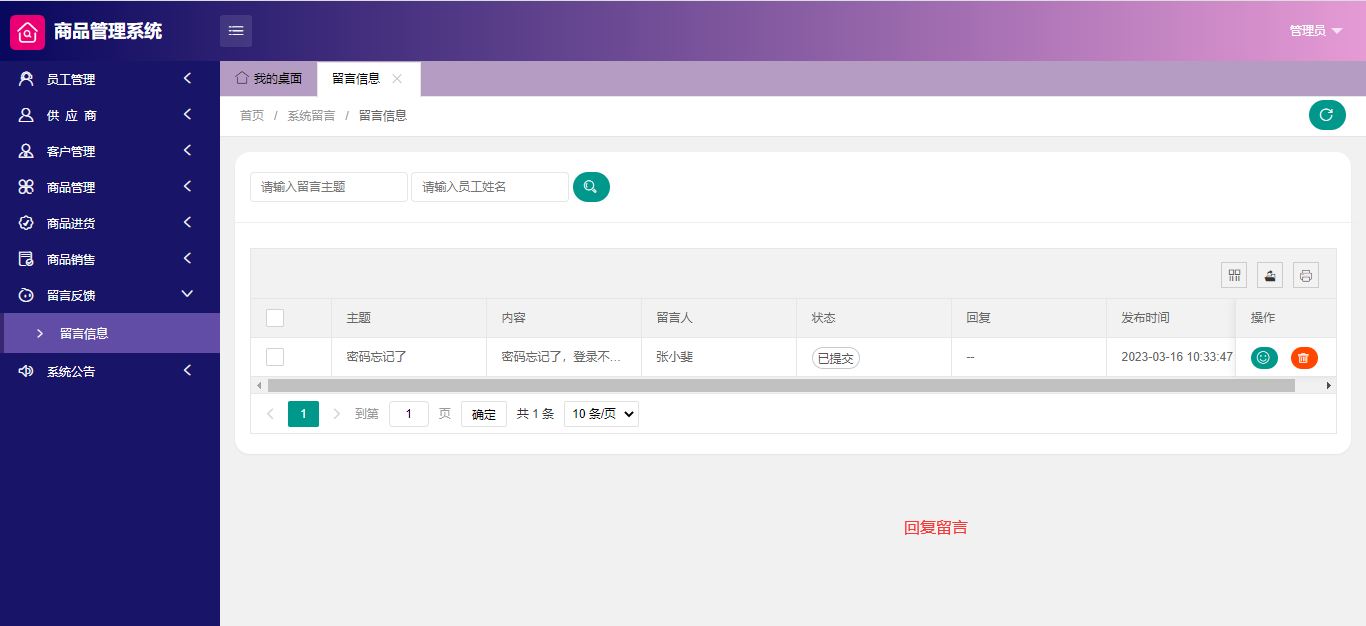 商品管理系统
管理员
员工管理
供 应 商
客户管理
商品管理
商品进货
商品销售
留言反馈
留言信息
系统公告
我的桌面 留言信息
首页 / 系统留言 / 留言信息
请输入留言主题 请输入员工姓名
主题 内容 留言人 状态 回复 发布时间 操作
密码忘记了 密码忘记了，登录不... 张小斐 已提交 -- 2023-03-16 10:33:47
1 到第 1 页 确定 共 1 条 10 条/页
回复留言